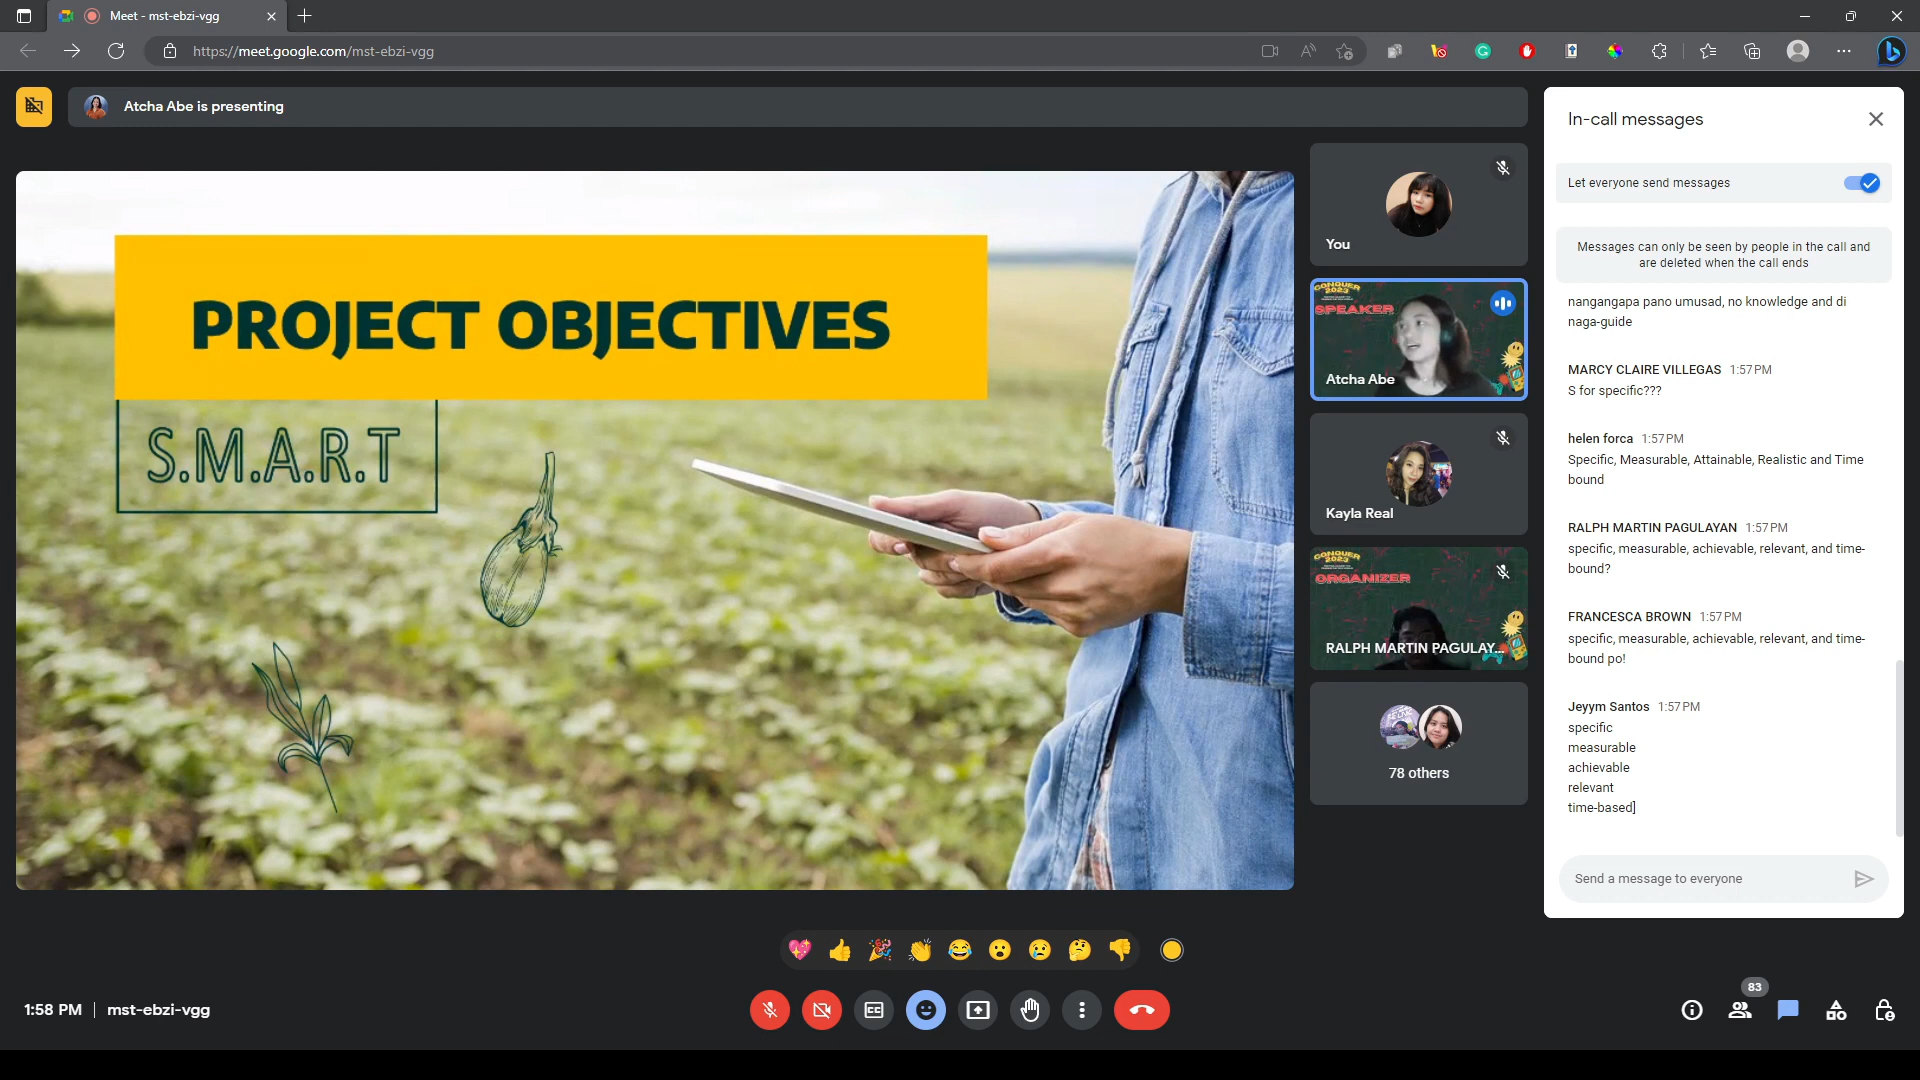 Meet - mst-ebzi-vgg
https://meet.google.com/mst-ebzi-vgg
Atcha Abe is presenting
PROJECT OBJECTIVES
S.M.A.R.T
You
CONQUER
2023
SPEAKER
Atcha Abe
Kayla Real
CONQUER
2023
ORGANIZER
RALPH MARTIN PAGULAY...
78 others
In-call messages
Let everyone send messages
Messages can only be seen by people in the call and
are deleted when the call ends
nangangapa pano umusad, no knowledge and di
naga-guide
MARCY CLAIRE VILLEGAS 1:57 PM
S for specific???
helen forca 1:57 PM
Specific, Measurable, Attainable, Realistic and Time
bound
RALPH MARTIN PAGULAYAN 1:57 PM
specific, measurable, achievable, relevant, and time-
bound?
FRANCESCA BROWN 1:57 PM
specific, measurable, achievable, relevant, and time-
bound po!
Jeyym Santos 1:57 PM
specific
measurable
achievable
relevant
time-based]
Send a message to everyone
1:58 PM | mst-ebzi-vgg
83